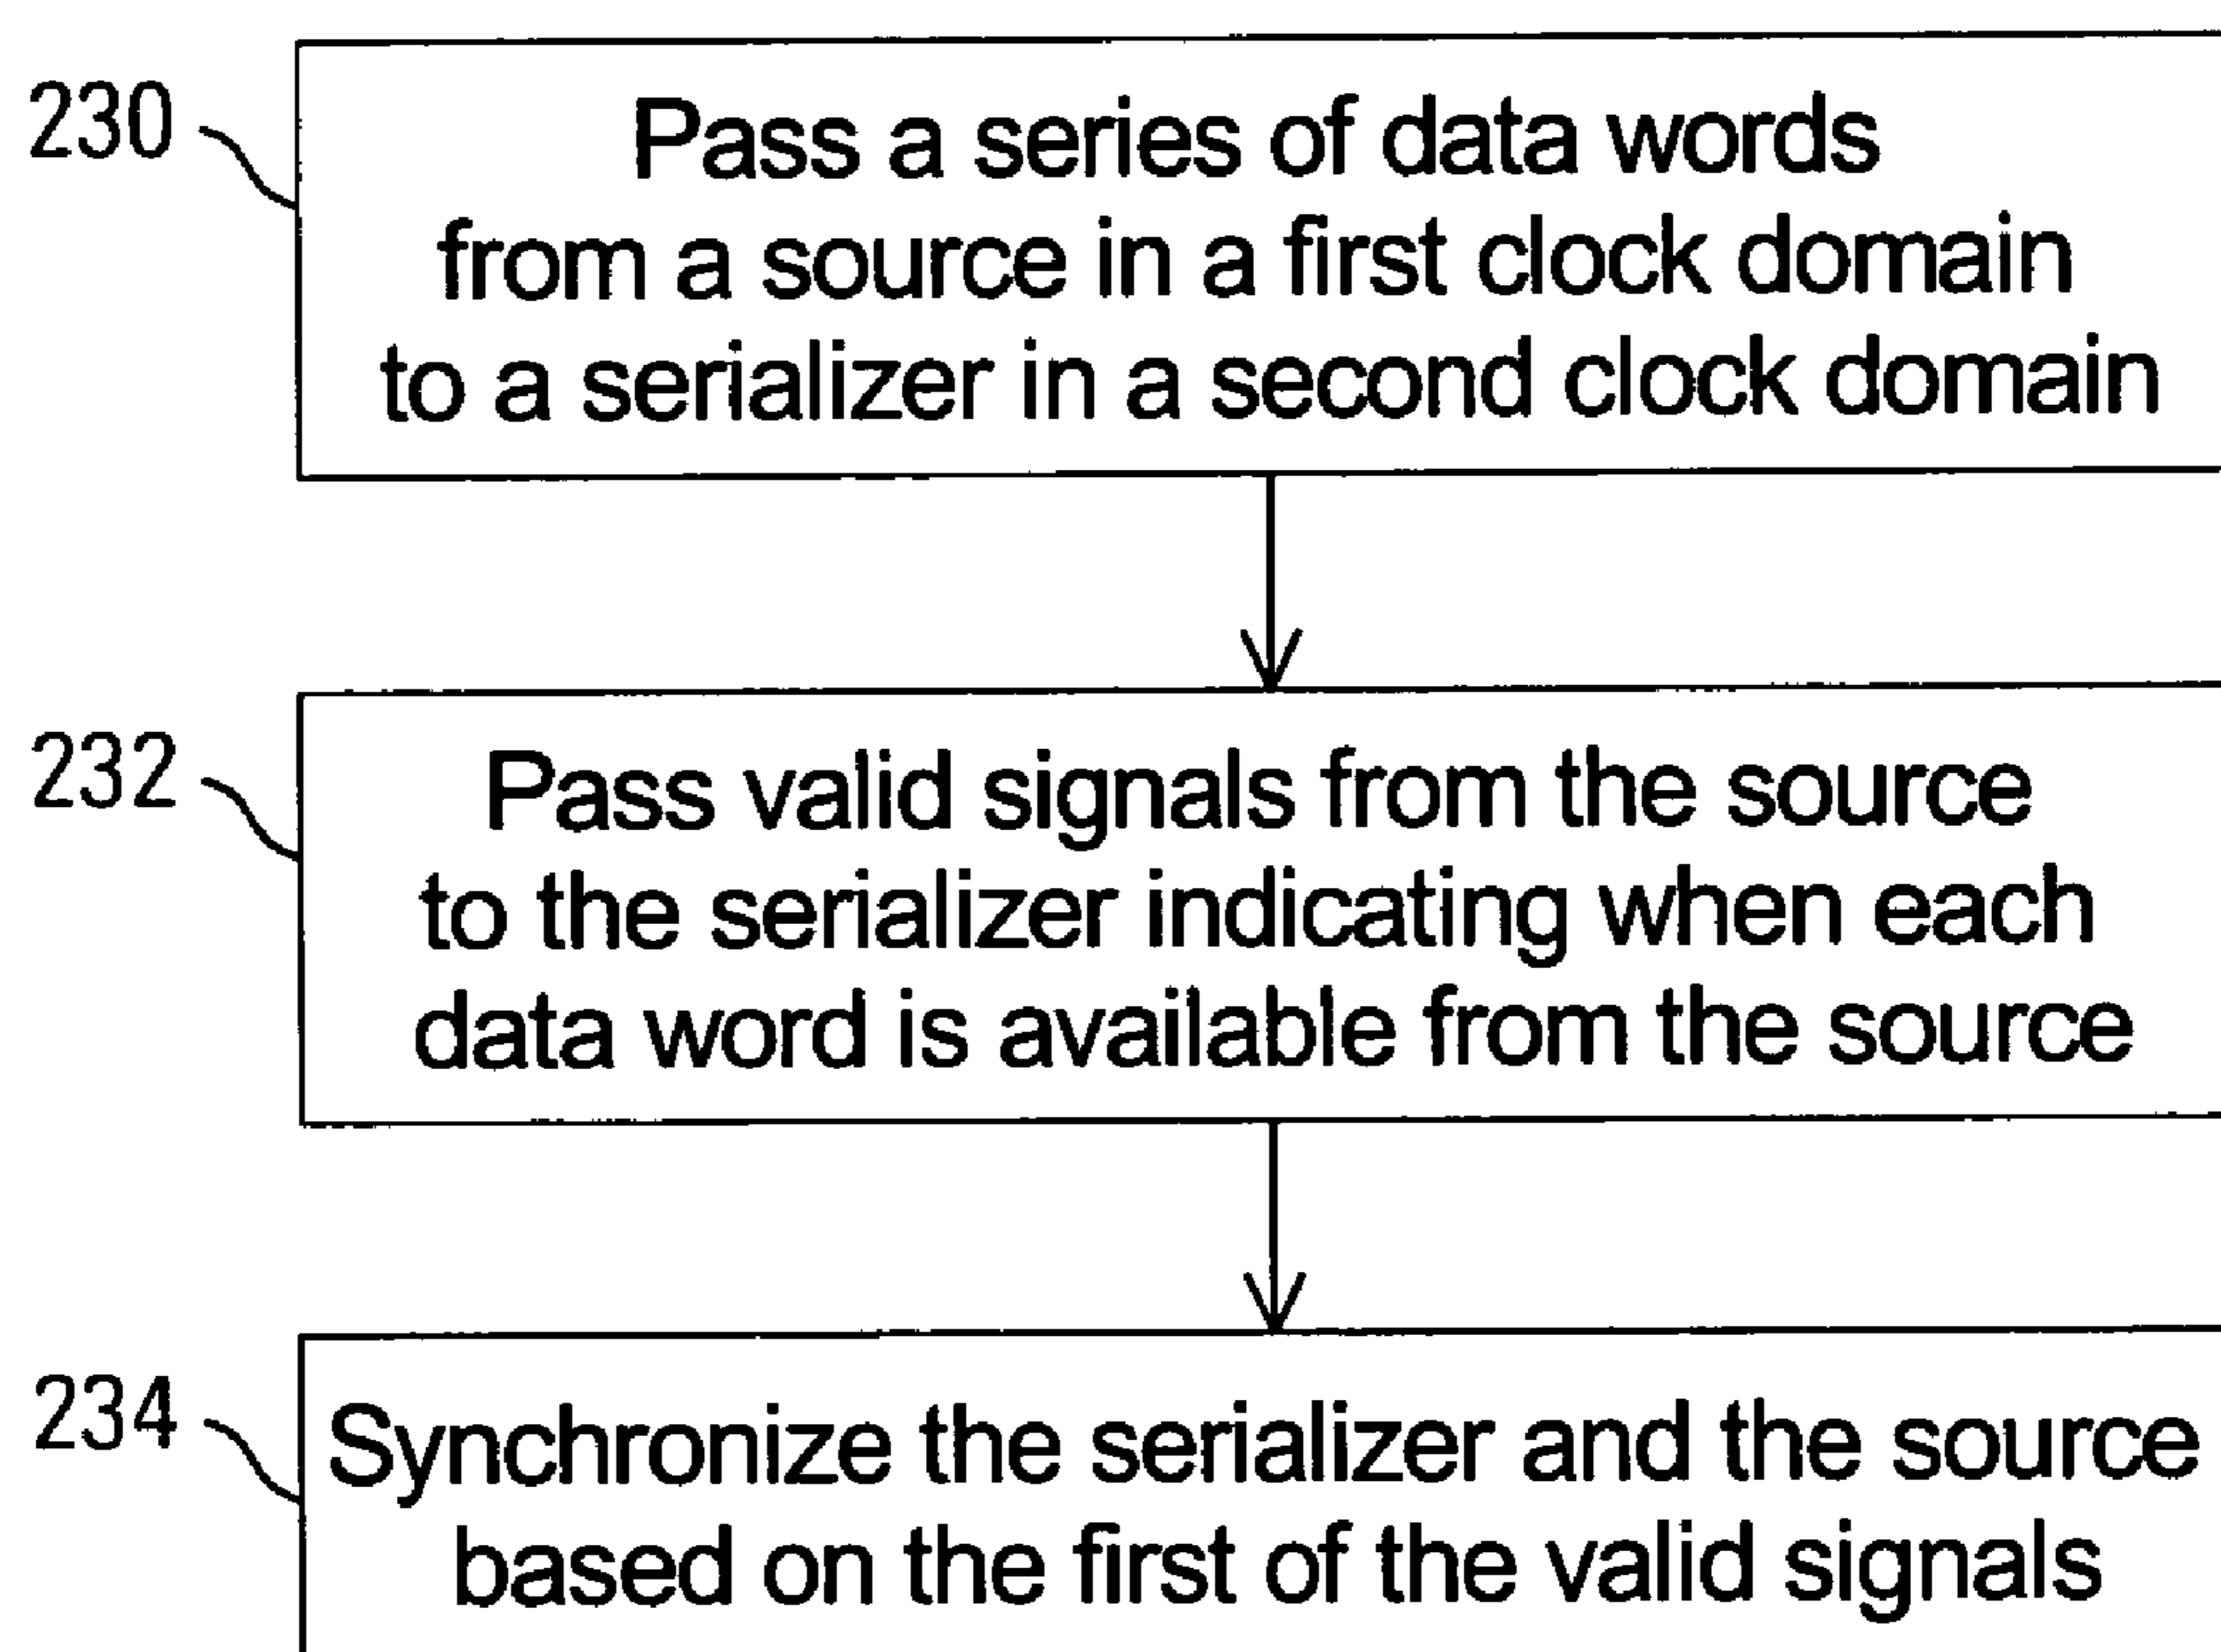 230
Pass a series of data words
from a source in a first clock domain
to a serializer in a second clock domain
232
Pass valid signals from the source
to the serializer indicating when each
data word is available from the source
234
Synchronize the serializer and the source
based on the first of the valid signals